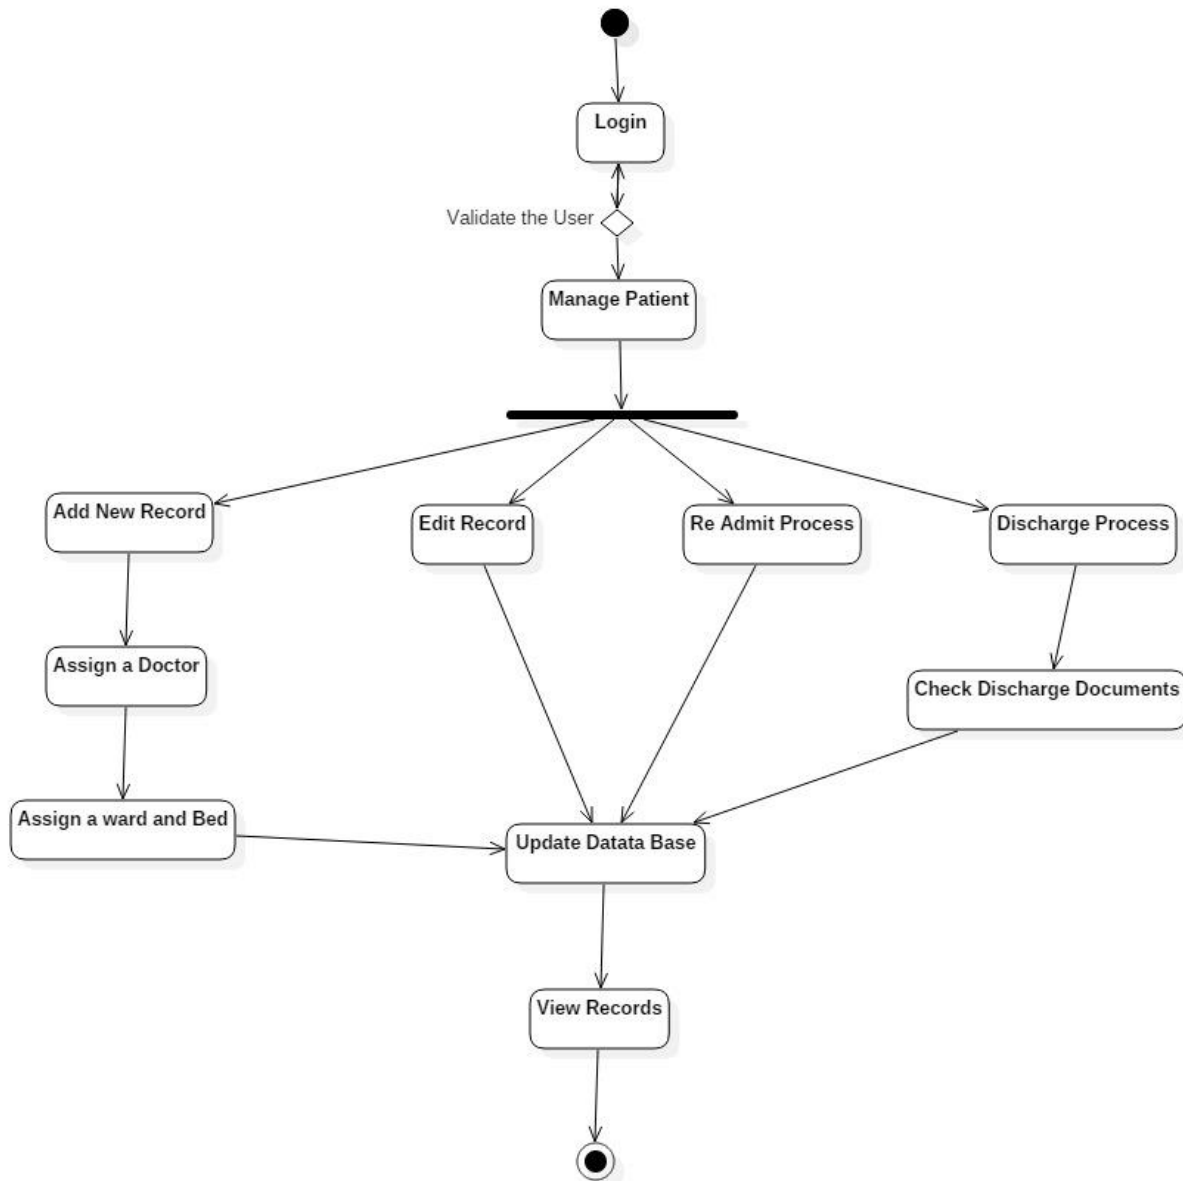 Login
Validate the User
Manage Patient
Add New Record
Edit Record
Re Admit Process
Discharge Process
Assign a Doctor
Check Discharge Documents
Assign a ward and Bed
Update Datata Base
View Records